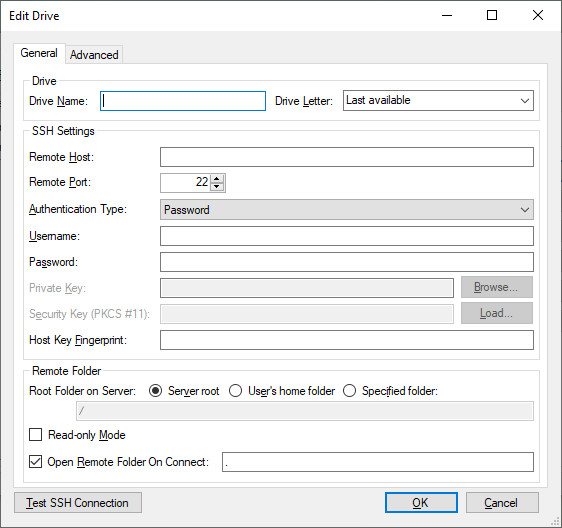 Edit Drive
General Advanced
Drive
Drive Name: Drive Letter: Last available
SSH Settings
Remote Host:
Remote Port: 22
Authentication Type: Password
Username:
Password:
Private Key: Browse...
Security Key (PKCS #11): Load...
Host Key Fingerprint:
Remote Folder
Root Folder on Server: Server root User's home folder Specified folder:
/
Read-only Mode
Open Remote Folder On Connect: .
Test SSH Connection OK Cancel